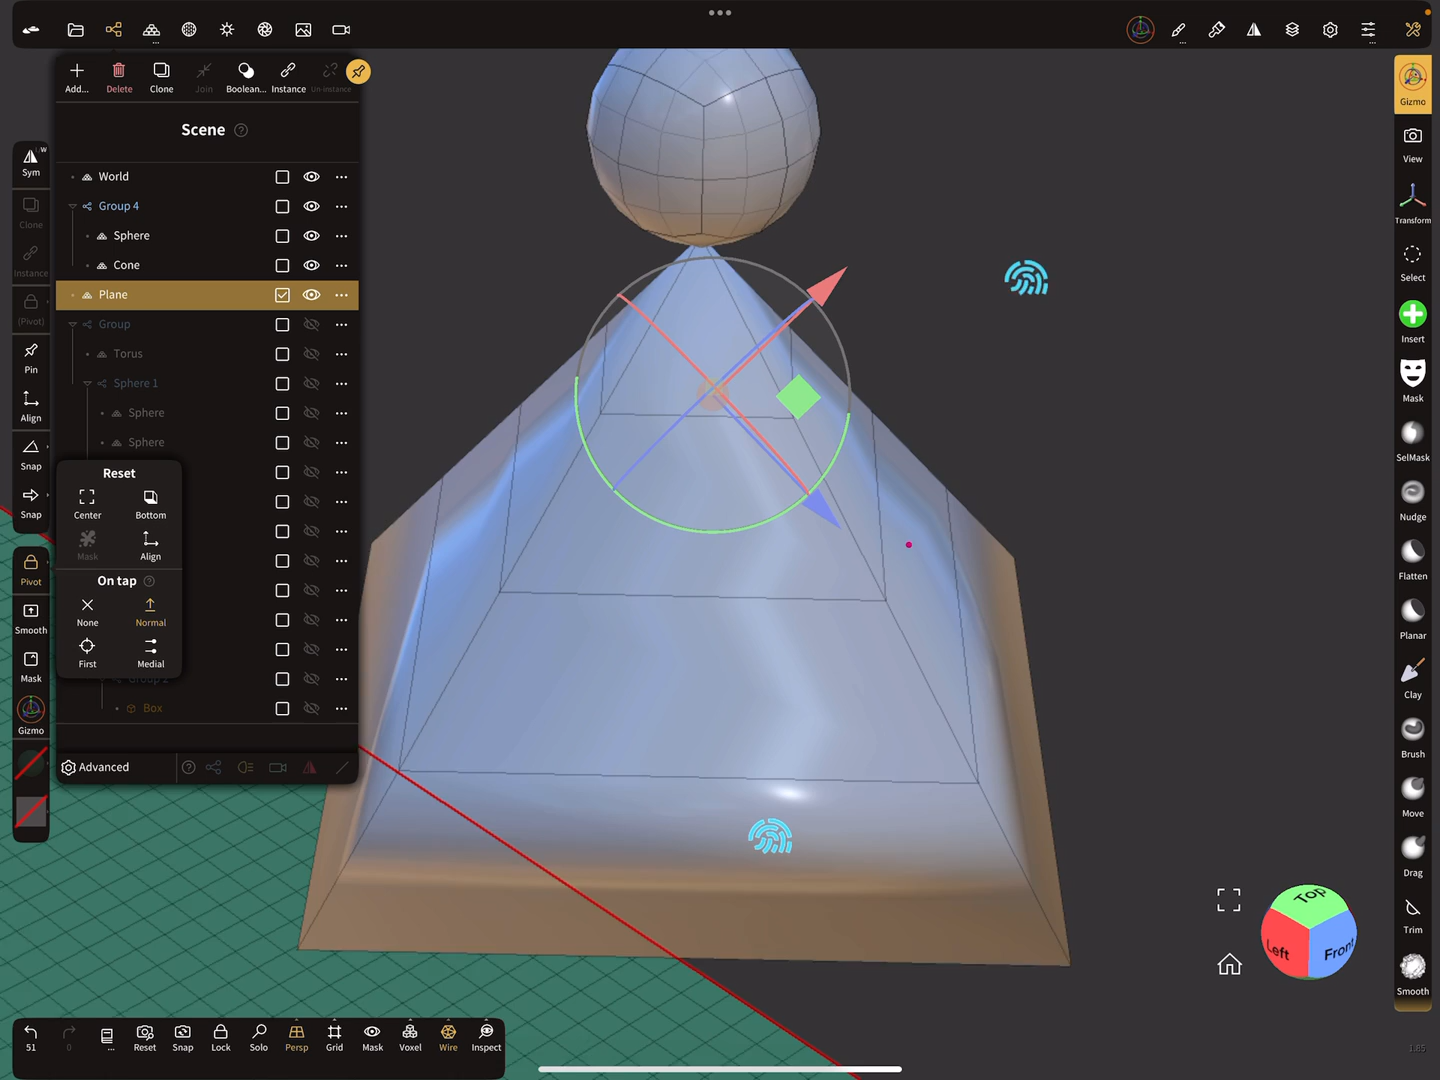 Add...
Delete
Clone
Join
Boolean...
Instance
Un-instance
Scene ?
World
Group 4
Sphere
Cone
Plane
Group
Torus
Sphere 1
Sphere
Sphere
Group 2
Box
Advanced
?
Sym
L/W
Clone
Instance
(Pivot)
Pin
Align
Snap
Snap
Pivot
Smooth
Mask
Gizmo
Reset
Center
Bottom
Mask
Align
On tap ?
None
Normal
First
Medial
51
0
...
Reset
Snap
Lock
Solo
Persp
Grid
Mask
Voxel
Wire
Inspect
Gizmo
View
Transform
Select
Insert
Mask
SelMask
Nudge
Flatten
Planar
Clay
Brush
Move
Drag
Trim
Smooth
Top
Left
Front
1.85